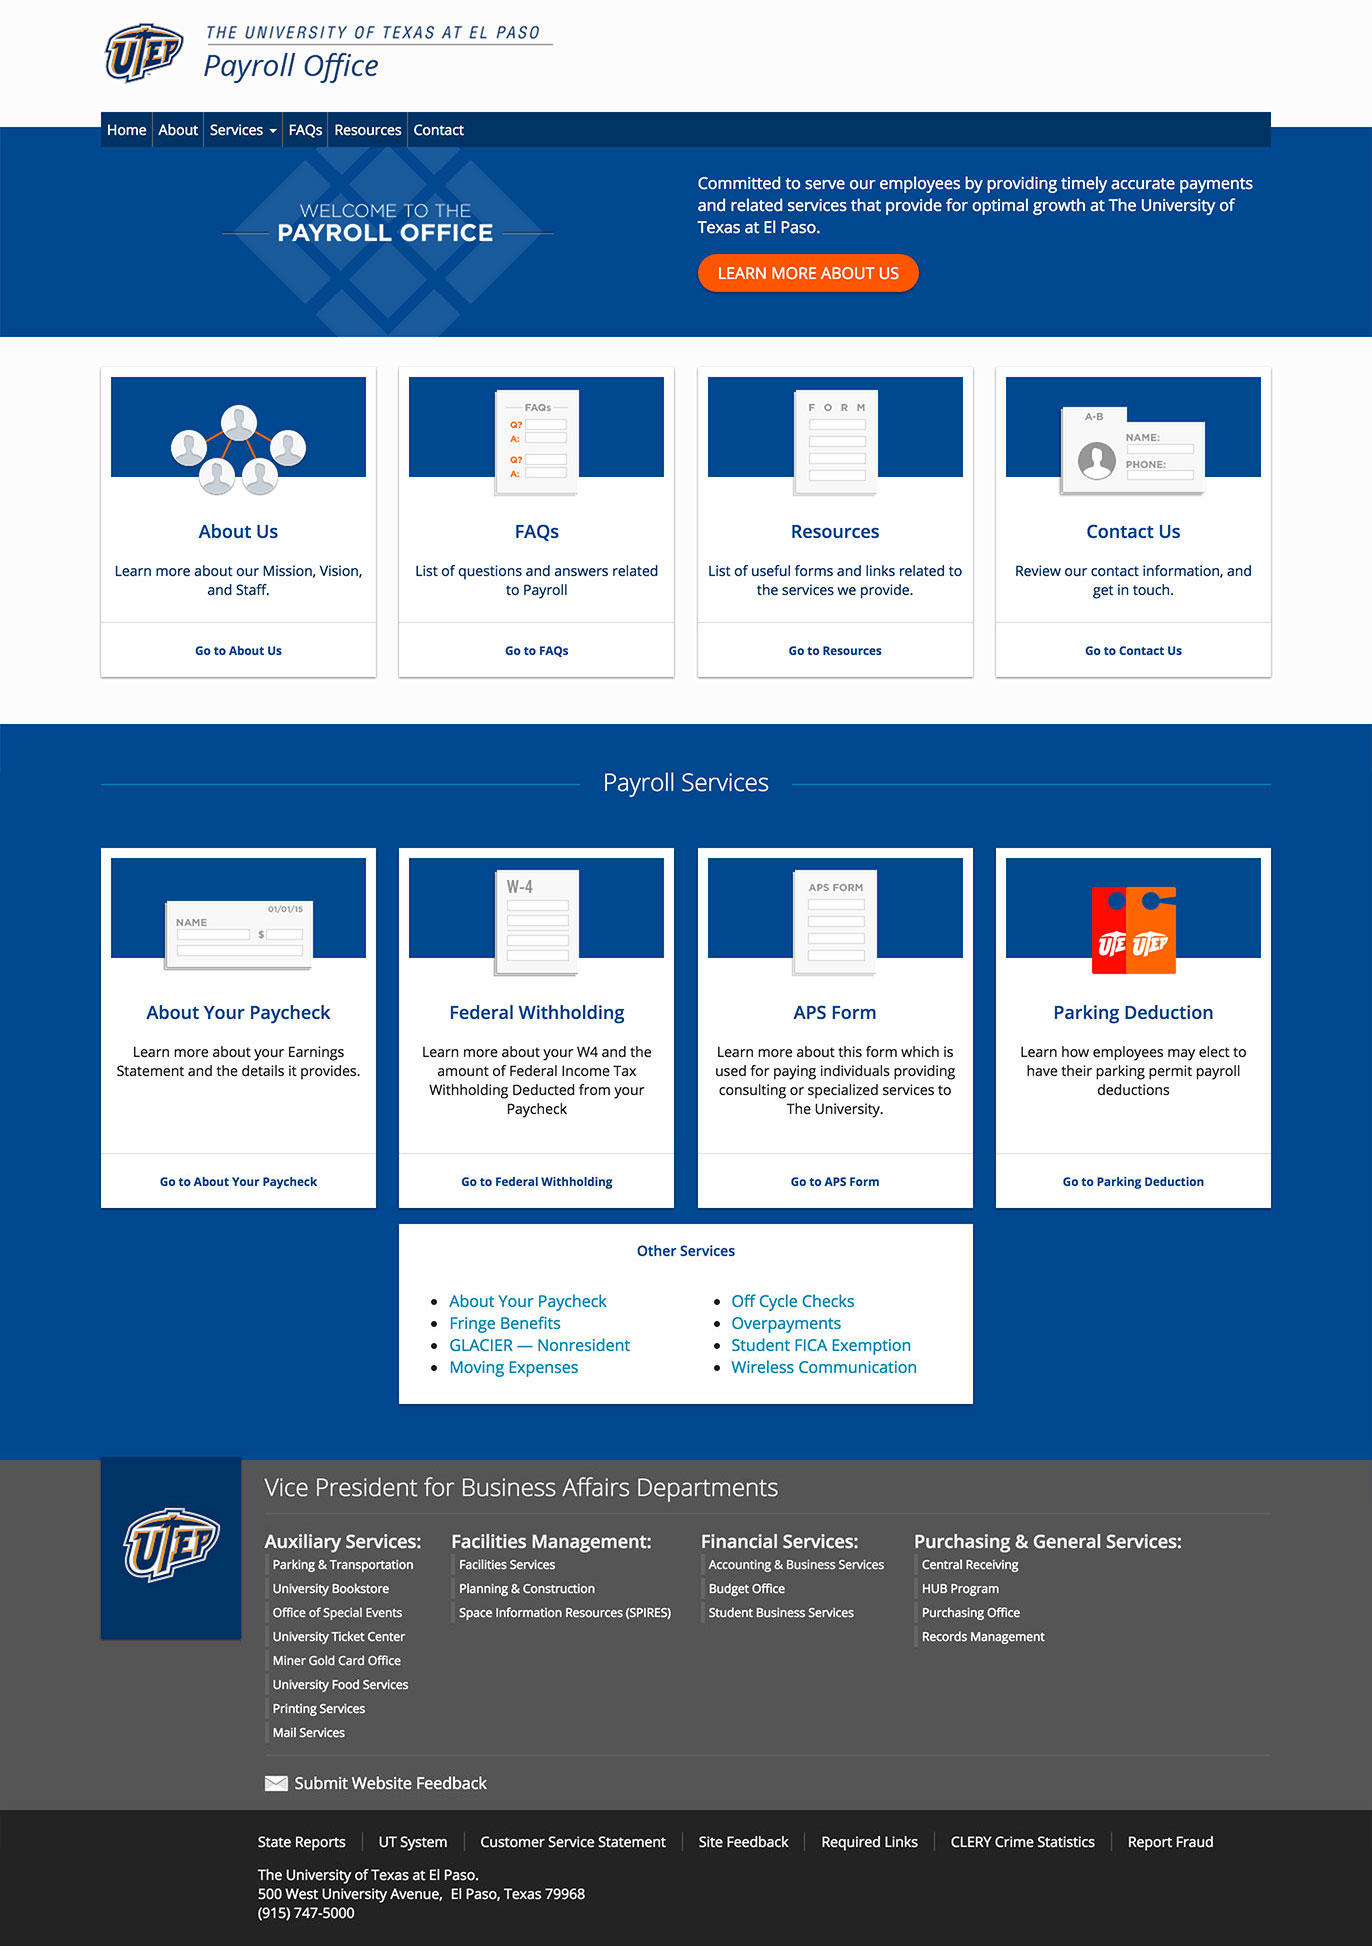 UTEP
THE UNIVERSITY OF TEXAS AT EL PASO
Payroll Office
Home
About
Services
FAQs
Resources
Contact
WELCOME TO THE
PAYROLL OFFICE
Committed to serve our employees by providing timely accurate payments
and related services that provide for optimal growth at The University of
Texas at El Paso.
LEARN MORE ABOUT US
About Us
Learn more about our Mission, Vision,
and Staff.
Go to About Us
FAQs
Q?
A:
Q?
A:
FAQs
List of questions and answers related
to Payroll
Go to FAQs
F O R M
Resources
List of useful forms and links related to
the services we provide.
Go to Resources
A-B
NAME:
PHONE:
Contact Us
Review our contact information, and
get in touch.
Go to Contact Us
Payroll Services
01/01/15
NAME
$
About Your Paycheck
Learn more about your Earnings
Statement and the details it provides.
Go to About Your Paycheck
W-4
Federal Withholding
Learn more about your W4 and the
amount of Federal Income Tax
Withholding Deducted from your
Paycheck
Go to Federal Withholding
APS FORM
APS Form
Learn more about this form which is
used for paying individuals providing
consulting or specialized services to
The University.
Go to APS Form
UTE
UTEP
Parking Deduction
Learn how employees may elect to
have their parking permit payroll
deductions
Go to Parking Deduction
Other Services
About Your Paycheck
Fringe Benefits
GLACIER — Nonresident
Moving Expenses
Off Cycle Checks
Overpayments
Student FICA Exemption
Wireless Communication
UTEP
Vice President for Business Affairs Departments
Auxiliary Services:
Parking & Transportation
University Bookstore
Office of Special Events
University Ticket Center
Miner Gold Card Office
University Food Services
Printing Services
Mail Services
Facilities Management:
Facilities Services
Planning & Construction
Space Information Resources (SPIRES)
Financial Services:
Accounting & Business Services
Budget Office
Student Business Services
Purchasing & General Services:
Central Receiving
HUB Program
Purchasing Office
Records Management
Submit Website Feedback
State Reports
UT System
Customer Service Statement
Site Feedback
Required Links
CLERY Crime Statistics
Report Fraud
The University of Texas at El Paso.
500 West University Avenue, El Paso, Texas 79968
(915) 747-5000